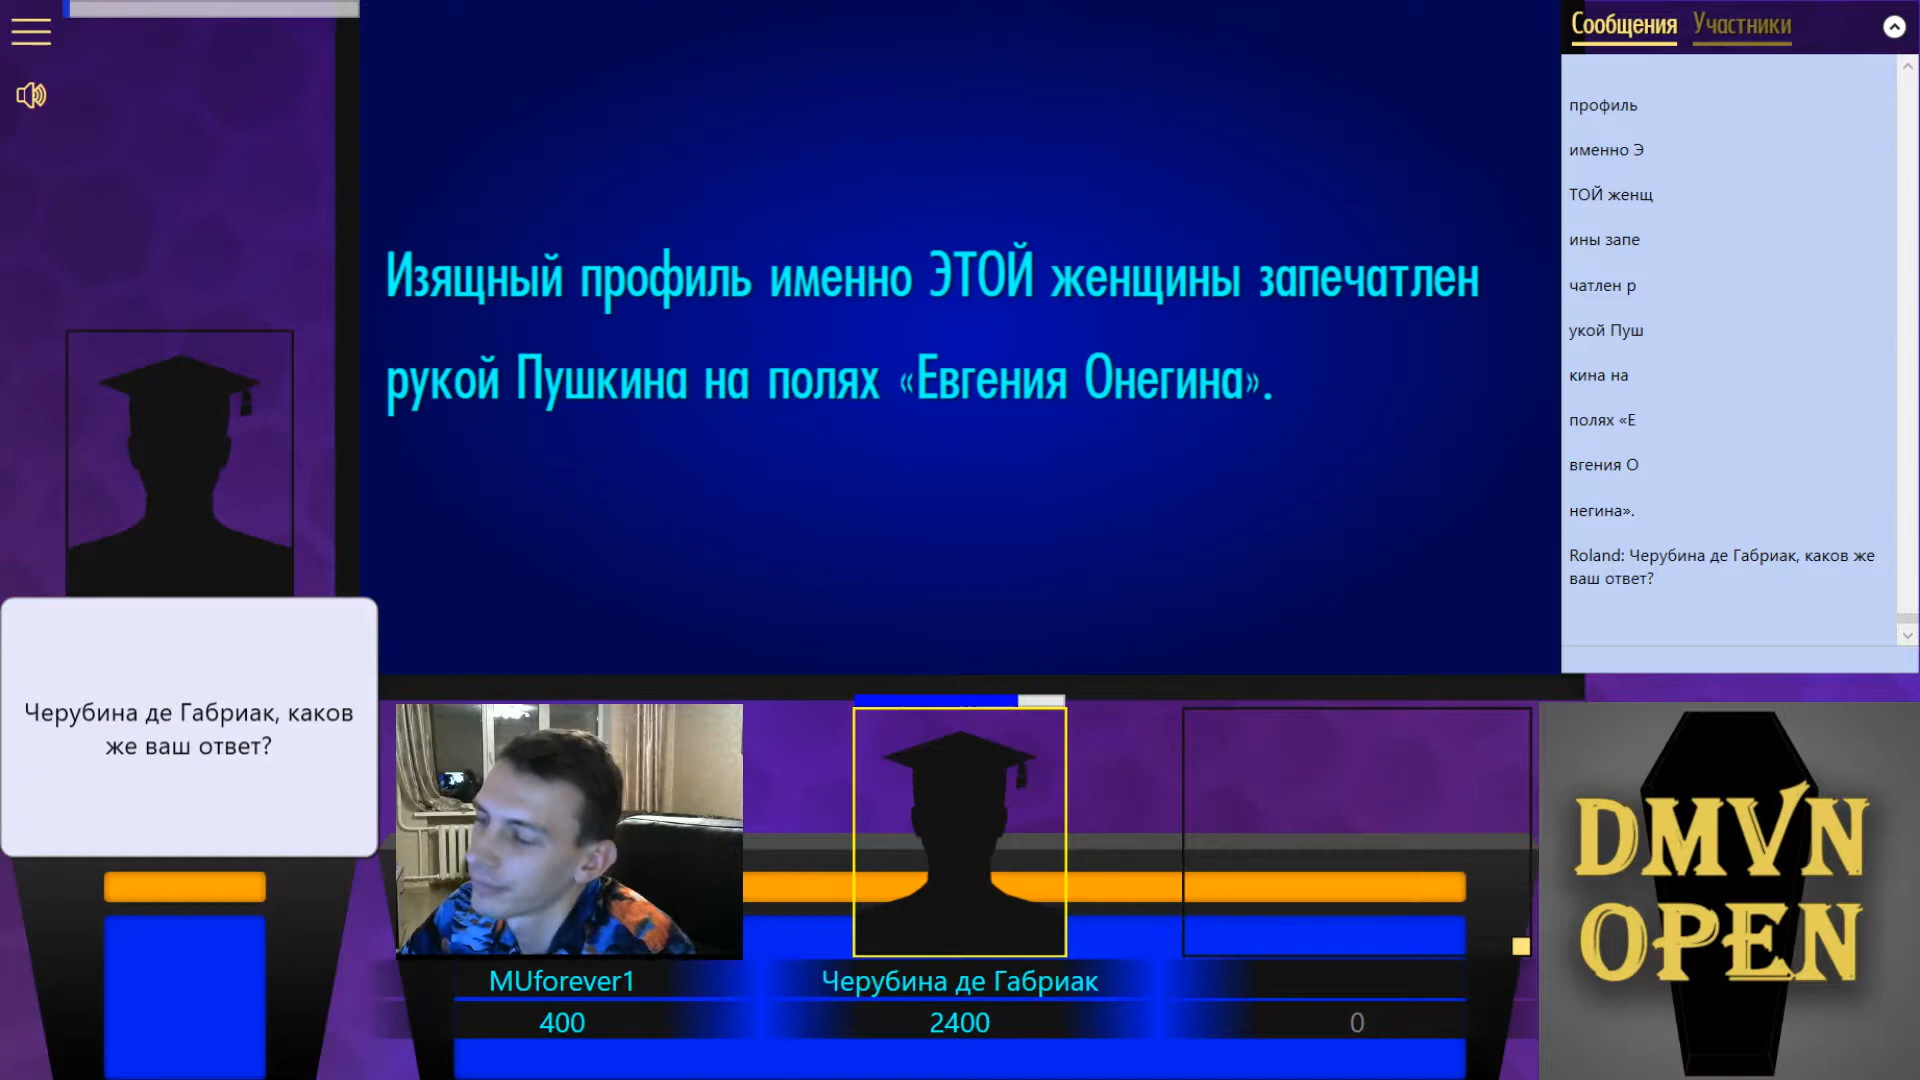 Сообщения Участники
Изящный профиль именно ЭТОЙ женщины запечатлен
рукой Пушкина на полях «Евгения Онегина».
профиль
именно Э
ТОЙ женщ
ины запе
чатлен р
укой Пуш
кина на
полях «Е
вгения О
негина».
Roland: Черубина де Габриак, каков же
ваш ответ?
Черубина де Габриак, каков
же ваш ответ?
MUforever1
400
Черубина де Габриак
2400
0
DMVN
OPEN